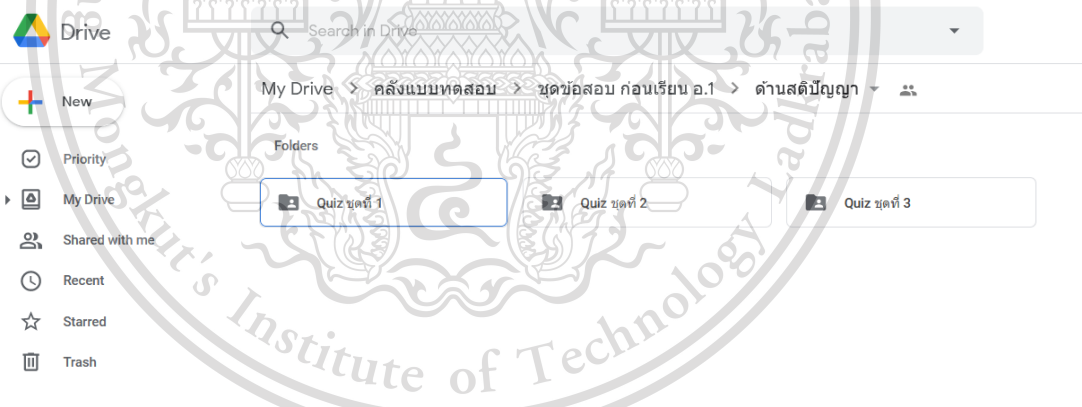 Drive
Search in Drive
New
My Drive > คลังแบบทดสอบ > ชุดข้อสอบ ก่อนเรียน อ.1 > ด้านสติปัญญา
Folders
Quiz ชุดที่ 1
Quiz ชุดที่ 2
Quiz ชุดที่ 3
Priority
My Drive
Shared with me
Recent
Starred
Trash
Mongkut's Institute of Technology Ladkrab